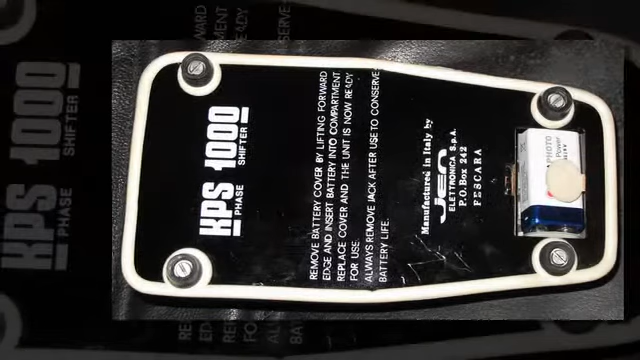 KPS 1000
PHASE SHIFTER
REMOVE BATTERY COVER BY LIFTING FORWARD
EDGE AND INSERT BATTERY INTO COMPARTMENT
REPLACE COVER AND THE UNIT IS NOW READY
FOR USE.
ALWAYS REMOVE JACK AFTER USE TO CONSERVE
BATTERY LIFE.
Manufactured in Italy by
Jen
ELETTRONICA S.p.A.
P.O. Box 242
PESCARA
PHOTO
Power